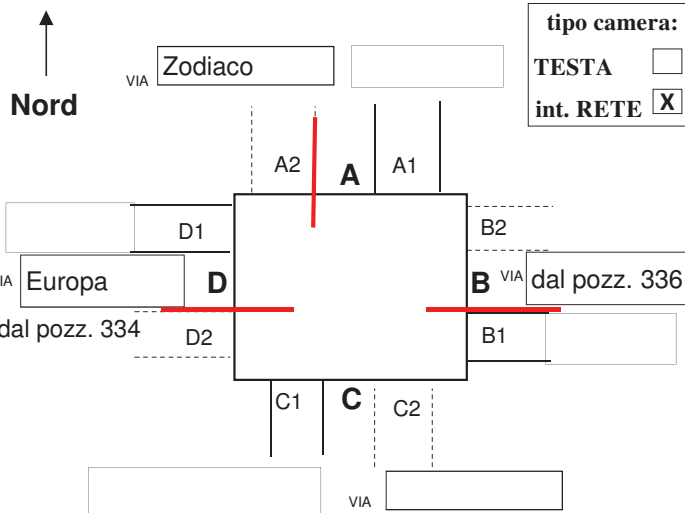 tipo camera:
TESTA
int. RETE X
Nord
VIA Zodiaco
A2 A A1
D1 B2
VIA Europa D B VIA dal pozz. 336
dal pozz. 334 D2 B1
C1 C C2
VIA